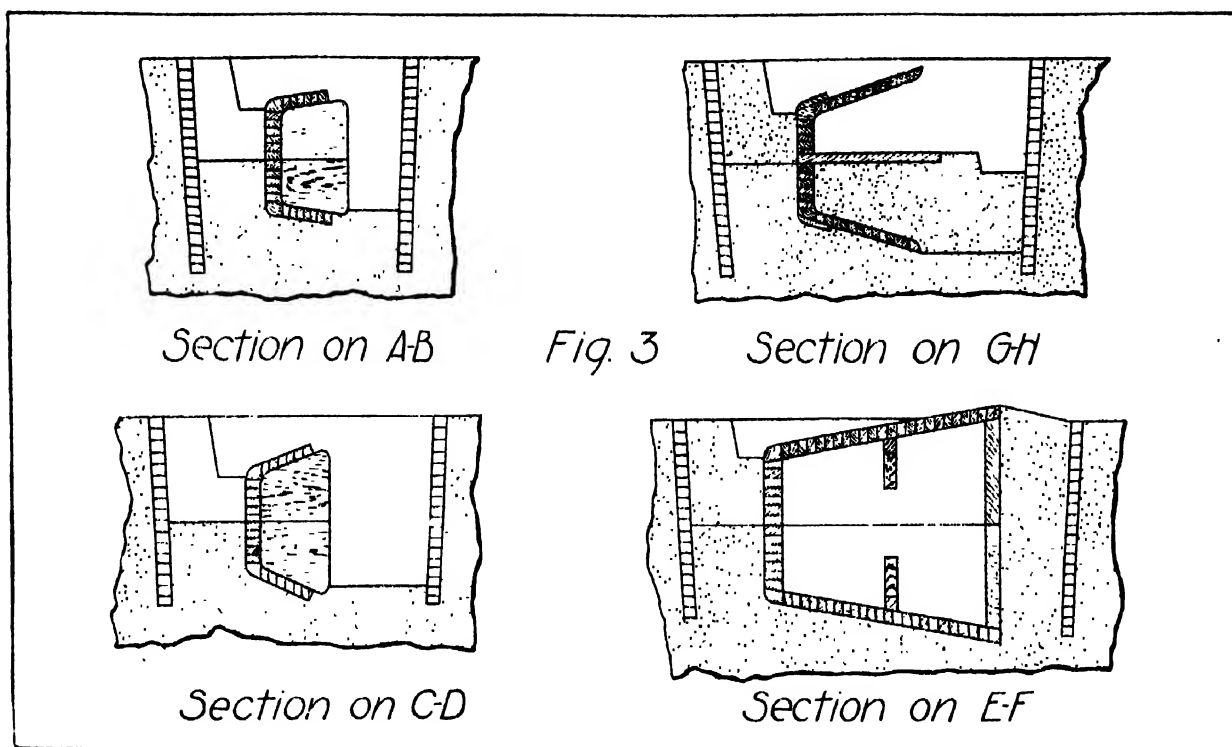 Section on A-B
Fig. 3
Section on G-H
Section on C-D
Section on E-F